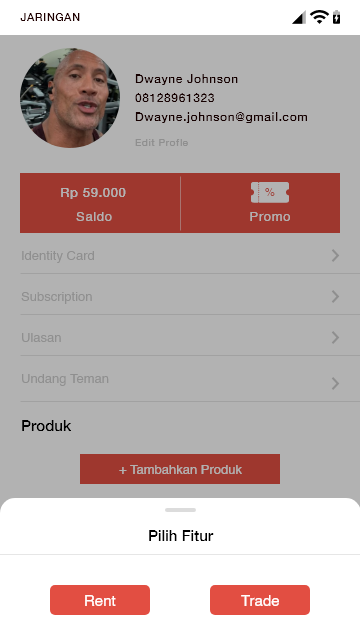 JARINGAN
Dwayne Johnson
08128961323
Dwayne.johnson@gmail.com
Edit Profle
Rp 59.000
Saldo
%
Promo
Identity Card
Subscription
Ulasan
Undang Teman
Produk
+ Tambahkan Produk
Pilih Fitur
Rent
Trade